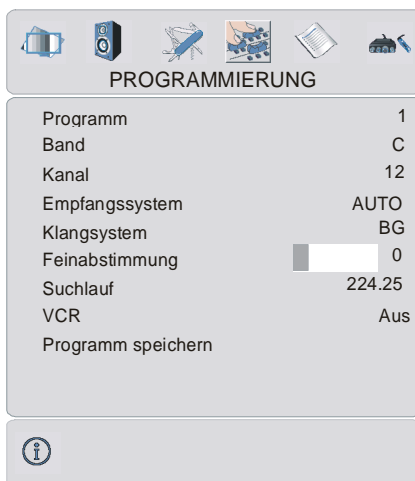 PROGRAMMIERUNG
Programm 1
Band C
Kanal 12
Empfangssystem AUTO
Klangsystem BG
Feinabstimmung 0
Suchlauf 224.25
VCR Aus
Programm speichern